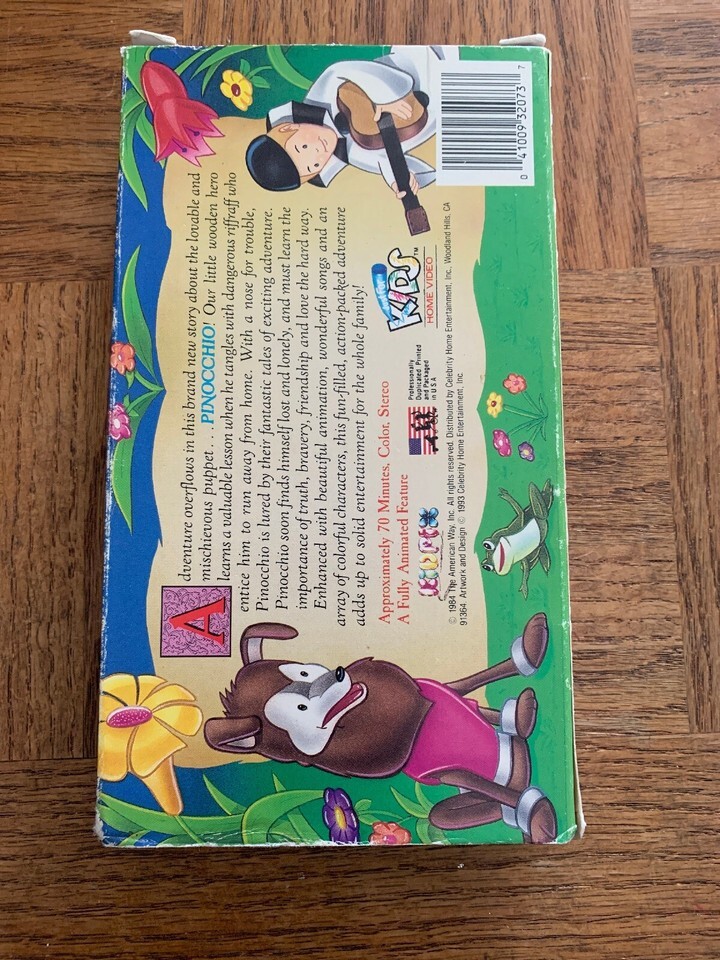 Adventure overflows in this brand new story about the lovable and
mischievous puppet . . . PINOCCHIO! Our little wooden hero
learns a valuable lesson when he tangles with dangerous riffraff who
entice him to run away from home. With a nose for trouble,
Pinocchio is lured by their fantastic tales of exciting adventure.
Pinocchio soon finds himself lost and lonely, and must learn the
importance of truth, bravery, friendship and love the hard way.
Enhanced with beautiful animation, wonderful songs and an
array of colorful characters, this fun-filled, action-packed adventure
adds up to solid entertainment for the whole family!
Approximately 70 Minutes, Color, Stereo
A Fully Animated Feature
Professionally
Duplicated, Printed
and Packaged
in U.S.A.
Just For
KIDS™
HOME VIDEO
© 1984 The American Way, Inc. All rights reserved. Distributed by Celebrity Home Entertainment, Inc., Woodland Hills, CA
91364 Artwork and Design © 1993 Celebrity Home Entertainment, Inc.
0 41009 32073 7